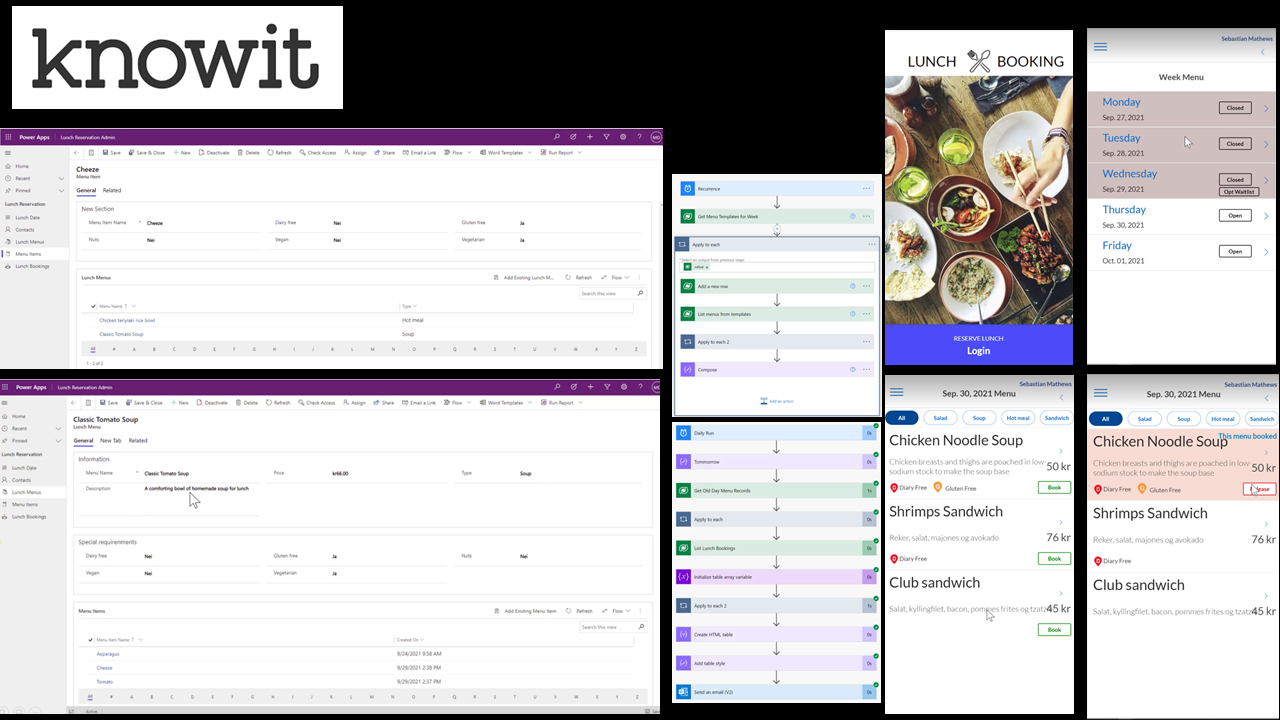 knowit
Power Apps Lunch Reservation Admin MD
Save Save & Close New Deactivate Delete Refresh Check Access Assign Share Email a Link Flow Word Templates Run Report
Home
Recent
Pinned
Lunch Reservation
Lunch Date
Contacts
Lunch Menus
Menu Items
Lunch Bookings
Cheeze
Menu Item
General Related
New Section
Menu Item Name * Cheeze Dairy free Nei Gluten free Ja
Nuts Nei Vegan Nei Vegetarian Ja
Lunch Menus Add Existing Lunch M... Refresh Flow
Search this view
Menu Name Type
Chicken teriyiaki rice bowl Hot meal
Classic Tomato Soup Soup
All # A B C D E F G H I J K L M N O P Q R S T U V W X Y Z
1 - 2 of 2
Power Apps Lunch Reservation Admin
Save Save & Close New Deactivate Delete Refresh Check Access Assign Share Email a Link Flow Word Templates Run Report
Home
Recent
Pinned
Lunch Reservation
Lunch Date
Contacts
Lunch Menus
Menu Items
Lunch Bookings
Classic Tomato Soup
Lunch Menu
General New Tab Related
Information
Menu Name Classic Tomato Soup Price kr66.00 Type Soup
Description A comforting bowl of homemade soup for lunch
Special requirenments
Dairy free Nei Gluten free Ja Nuts Nei
Vegan Nei Vegetarian Ja
Menu Items Add Existing Menu Item Refresh Flow
Search this view
Menu Item Name Created On
Asparagus 9/24/2021 9:58 AM
Cheeze 9/29/2021 2:38 PM
Tomato 9/29/2021 2:37 PM
All # A B C D E F G H I J K L M N O P Q R S T U V W X Y Z
Active
Recurrence
Get Menu Templates for Week
Apply to each
* Select an output from previous steps
value ×
Add a new row
List menus from templates
Apply to each 2
Compose
Add an action
Daily Run 0s
Tommorrow 0s
Get Old Day Menu Records 1s
Apply to each 0s
List Lunch Bookings 0s
Initialize table array variable 0s
Apply to each 2 1s
Create HTML table 0s
Add table style 0s
Send an email (V2) 0s
LUNCH BOOKING
RESERVE LUNCH
Login
Sebastian Mathews
Week Menu
Monday
Sep. 27, 2021 Closed
Tuesday
Sep. 28, 2021 Closed
Wednesday
Sep. 29, 2021 Closed
Opt Waitlist
Thursday
Sep. 30, 2021 Open
Friday
Oct. 01, 2021 Open
Sebastian Mathews
Sep. 30, 2021 Menu
All Salad Soup Hot meal Sandwich
Chicken Noodle Soup
Chicken breasts and thighs are poached in low-
sodium stock to make the soup base 50 kr
Diary Free Gluten Free Book
Shrimps Sandwich
Reker, salat, majones og avokado 76 kr
Diary Free Book
Club sandwich
Salat, kyllingfilet, bacon, pommes frites og tzatz 45 kr
Book
Sebastian Mathews
Sep. 30, 2021 Menu
All Salad Soup Hot meal Sandwich
This menu booked
Chicken Noodle Soup
Chicken breasts and thighs are poached in low-
sodium stock to make the soup base 50 kr
Diary Free Gluten Free
Shrimps Sandwich
Reker, salat, majones og avokado 76 kr
Diary Free
Club sandwich
Salat, kyllingfilet, bacon, pommes frites og tzatz 45 kr